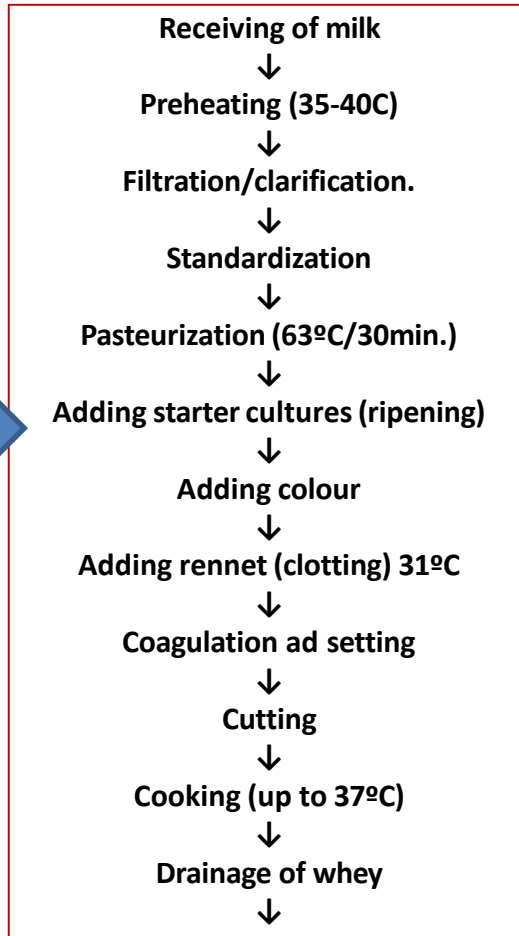 Receiving of milk
↓
Preheating (35-40C)
↓
Filtration/clarification.
↓
Standardization
↓
Pasteurization (63ºC/30min.)
↓
Adding starter cultures (ripening)
↓
Adding colour
↓
Adding rennet (clotting) 31ºC
↓
Coagulation ad setting
↓
Cutting
↓
Cooking (up to 37ºC)
↓
Drainage of whey
↓